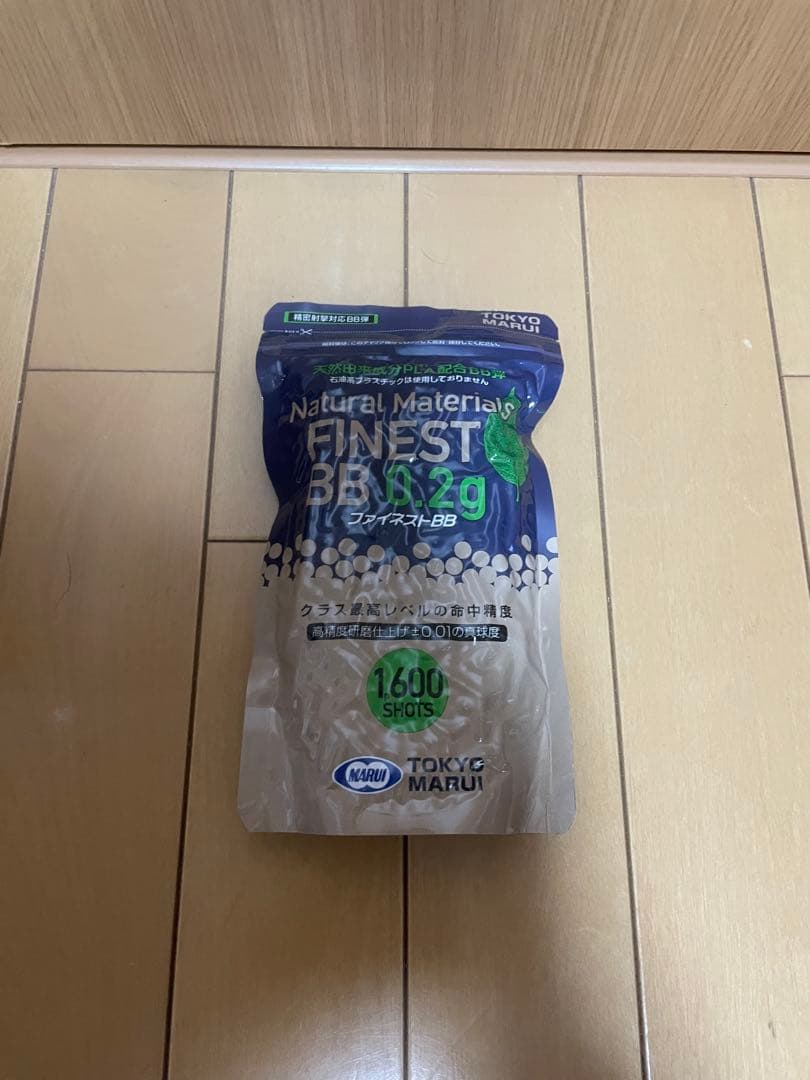 精密射撃対応BB弾
TOKYO
MARUI
天然由来成分PLA配合BB弾
石油系プラスチックは使用しておりません
Natural Materials
FINEST
BB 0.2g
ファイネストBB
クラス最高レベルの命中精度
高精度研磨仕上げ±0.01の真球度
1,600
SHOTS
MARUI
TOKYO
MARUI